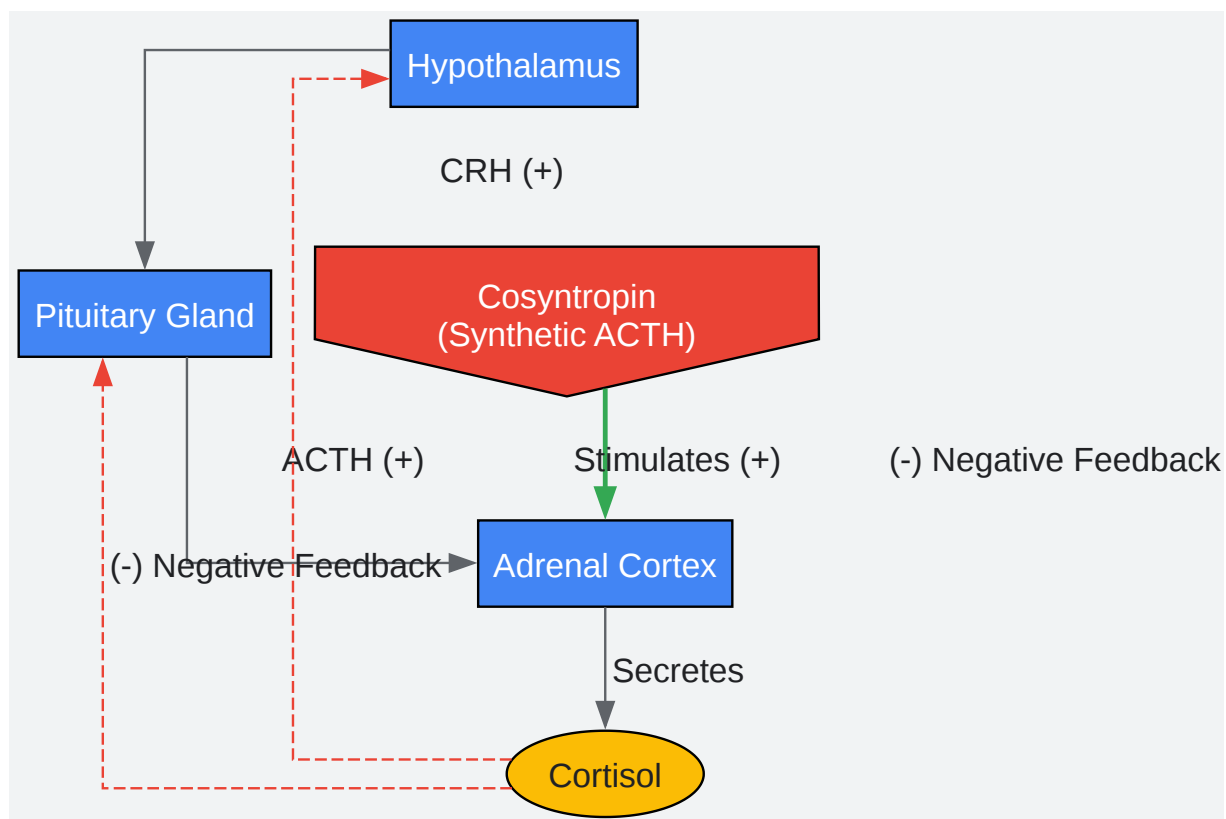 Hypothalamus
CRH (+)
Pituitary Gland
Cosyntropin
(Synthetic ACTH)
ACTH (+)
Stimulates (+)
(-) Negative Feedback
(-) Negative Feedback
Adrenal Cortex
Secretes
Cortisol